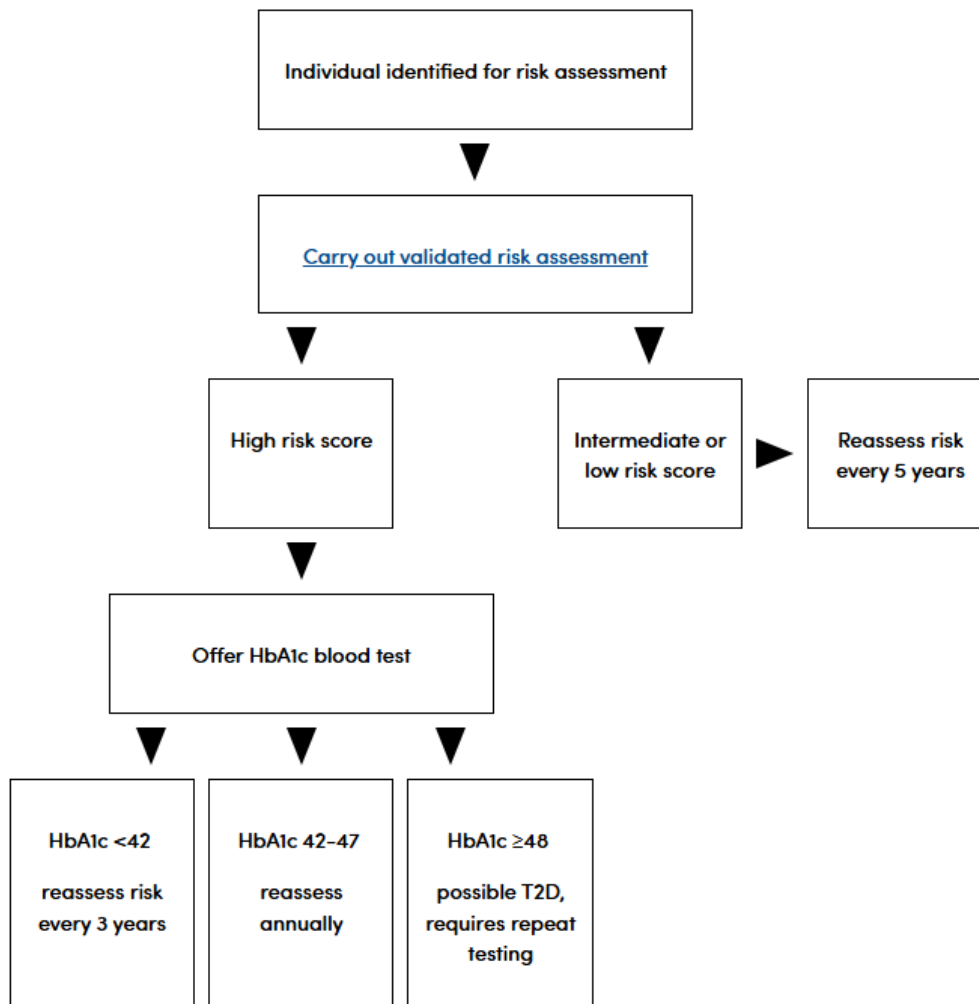 Individual identified for risk assessment
Carry out validated risk assessment
High risk score
Intermediate or
low risk score
Reassess risk
every 5 years
Offer HbA1c blood test
HbA1c <42
reassess risk
every 3 years
HbA1c 42-47
reassess
annually
HbA1c ≥48
possible T2D,
requires repeat
testing